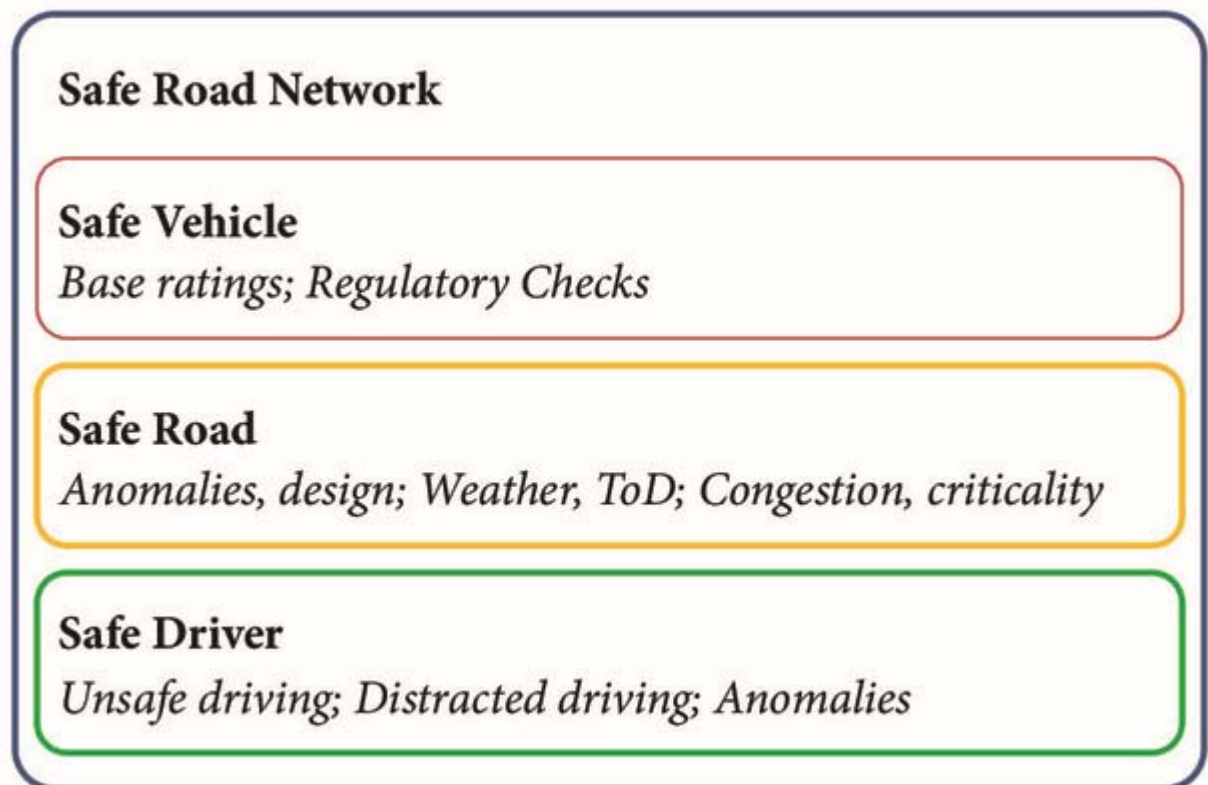 Safe Road Network
Safe Vehicle
Base ratings; Regulatory Checks
Safe Road
Anomalies, design; Weather, ToD; Congestion, criticality
Safe Driver
Unsafe driving; Distracted driving; Anomalies